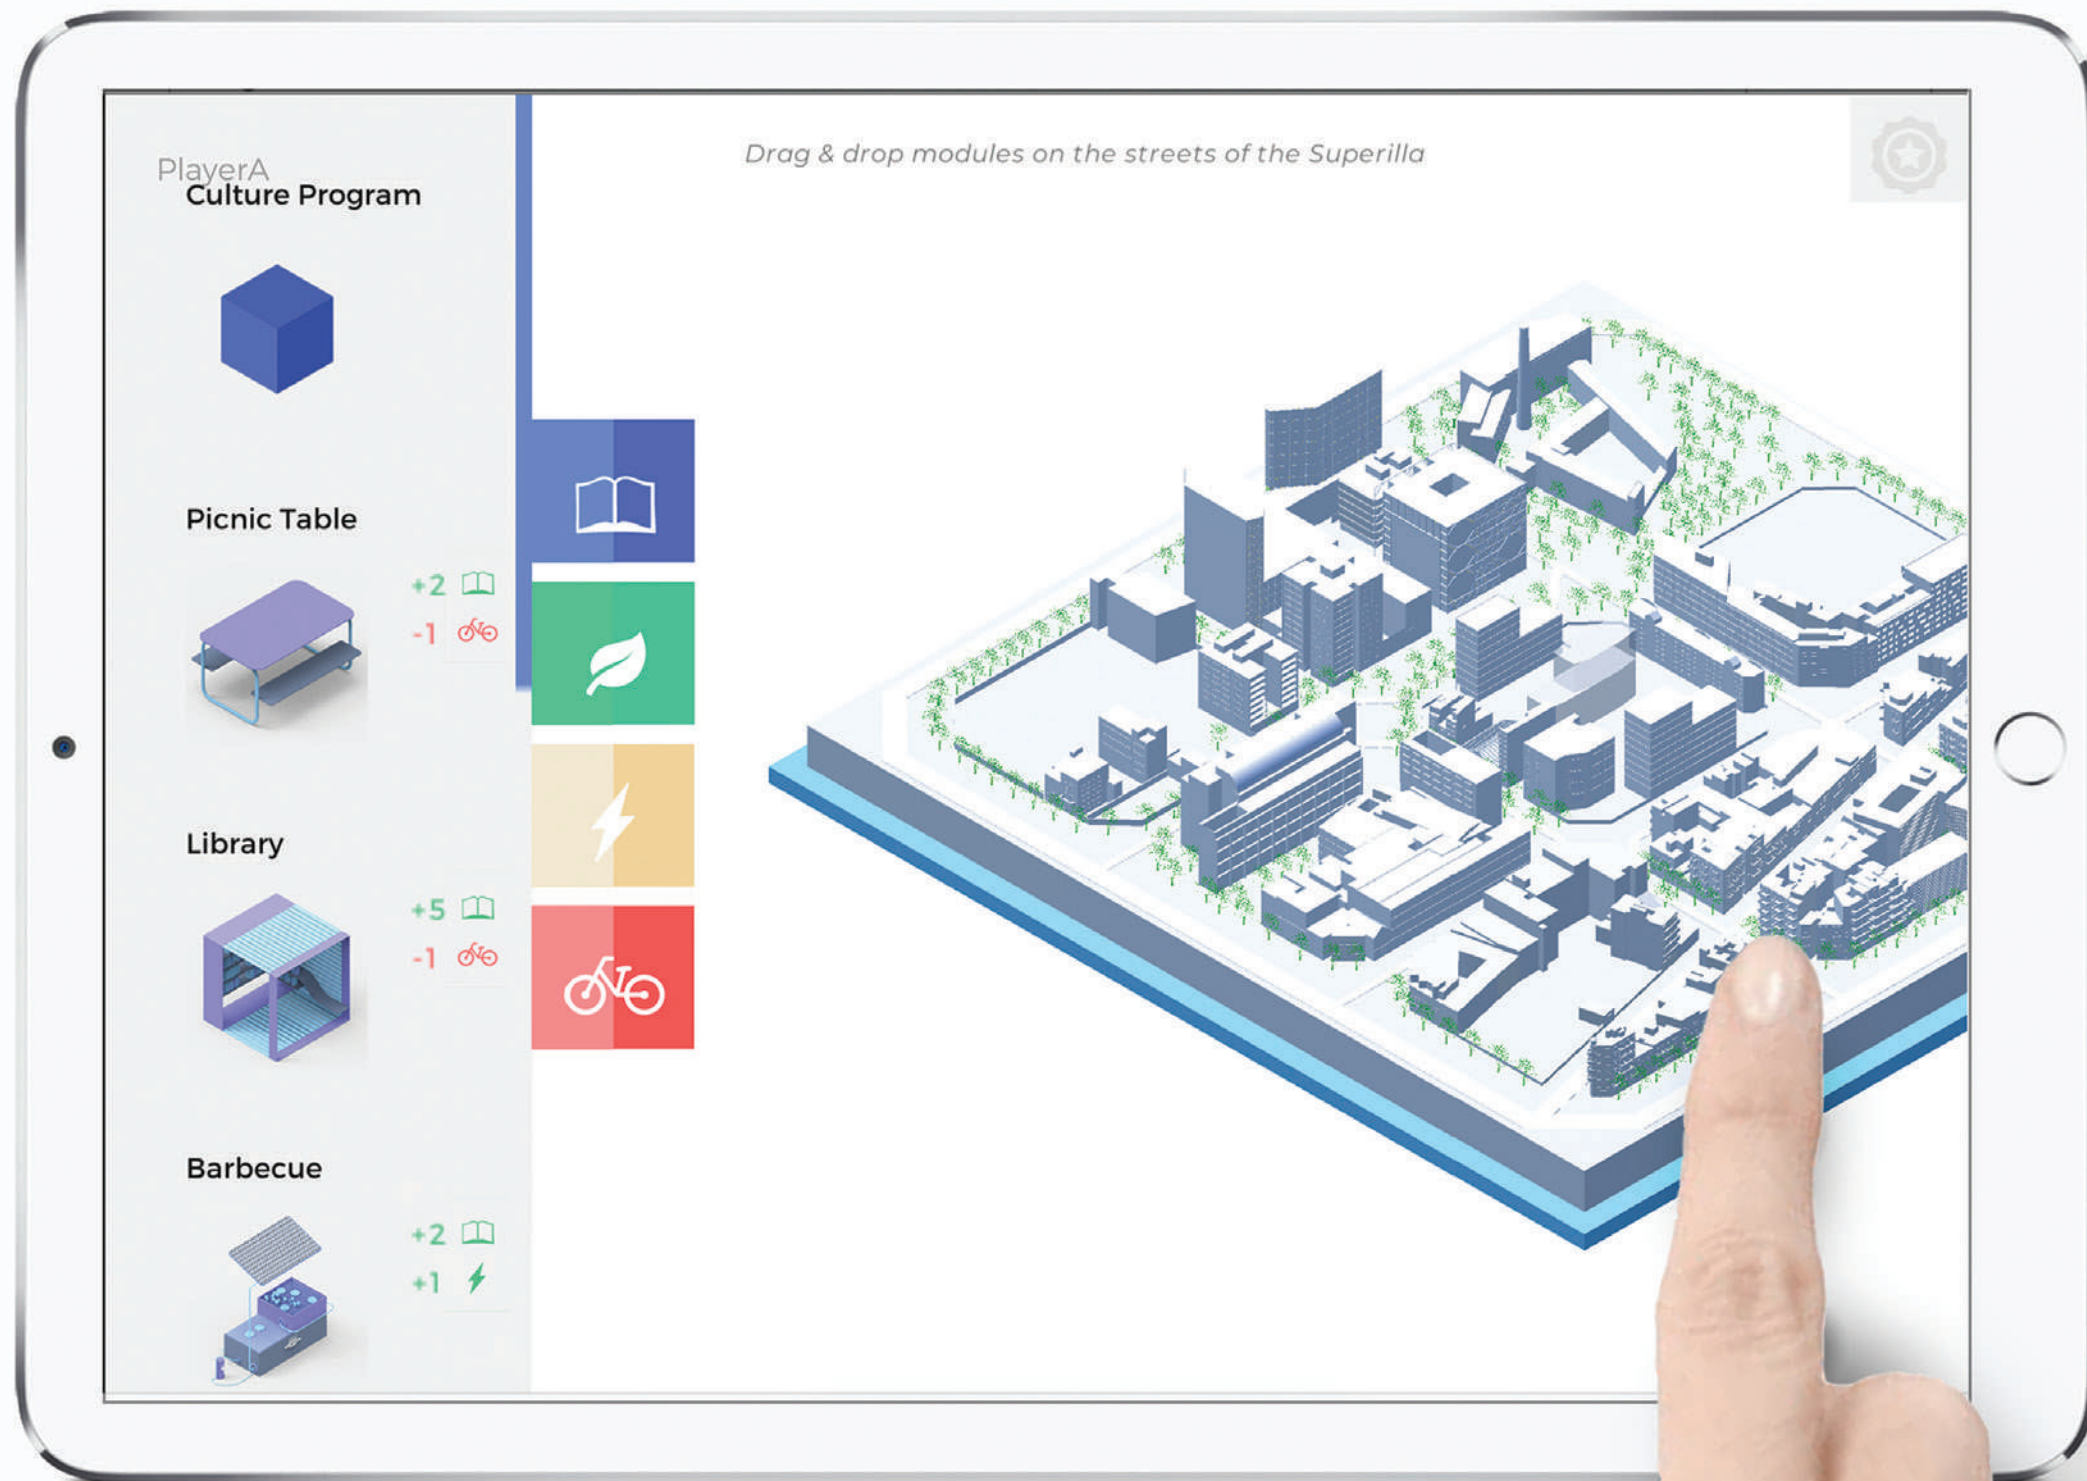 PlayerA
Culture Program
Drag & drop modules on the streets of the Superilla
Picnic Table
+2
-1
Library
+5
-1
Barbecue
+2
+1